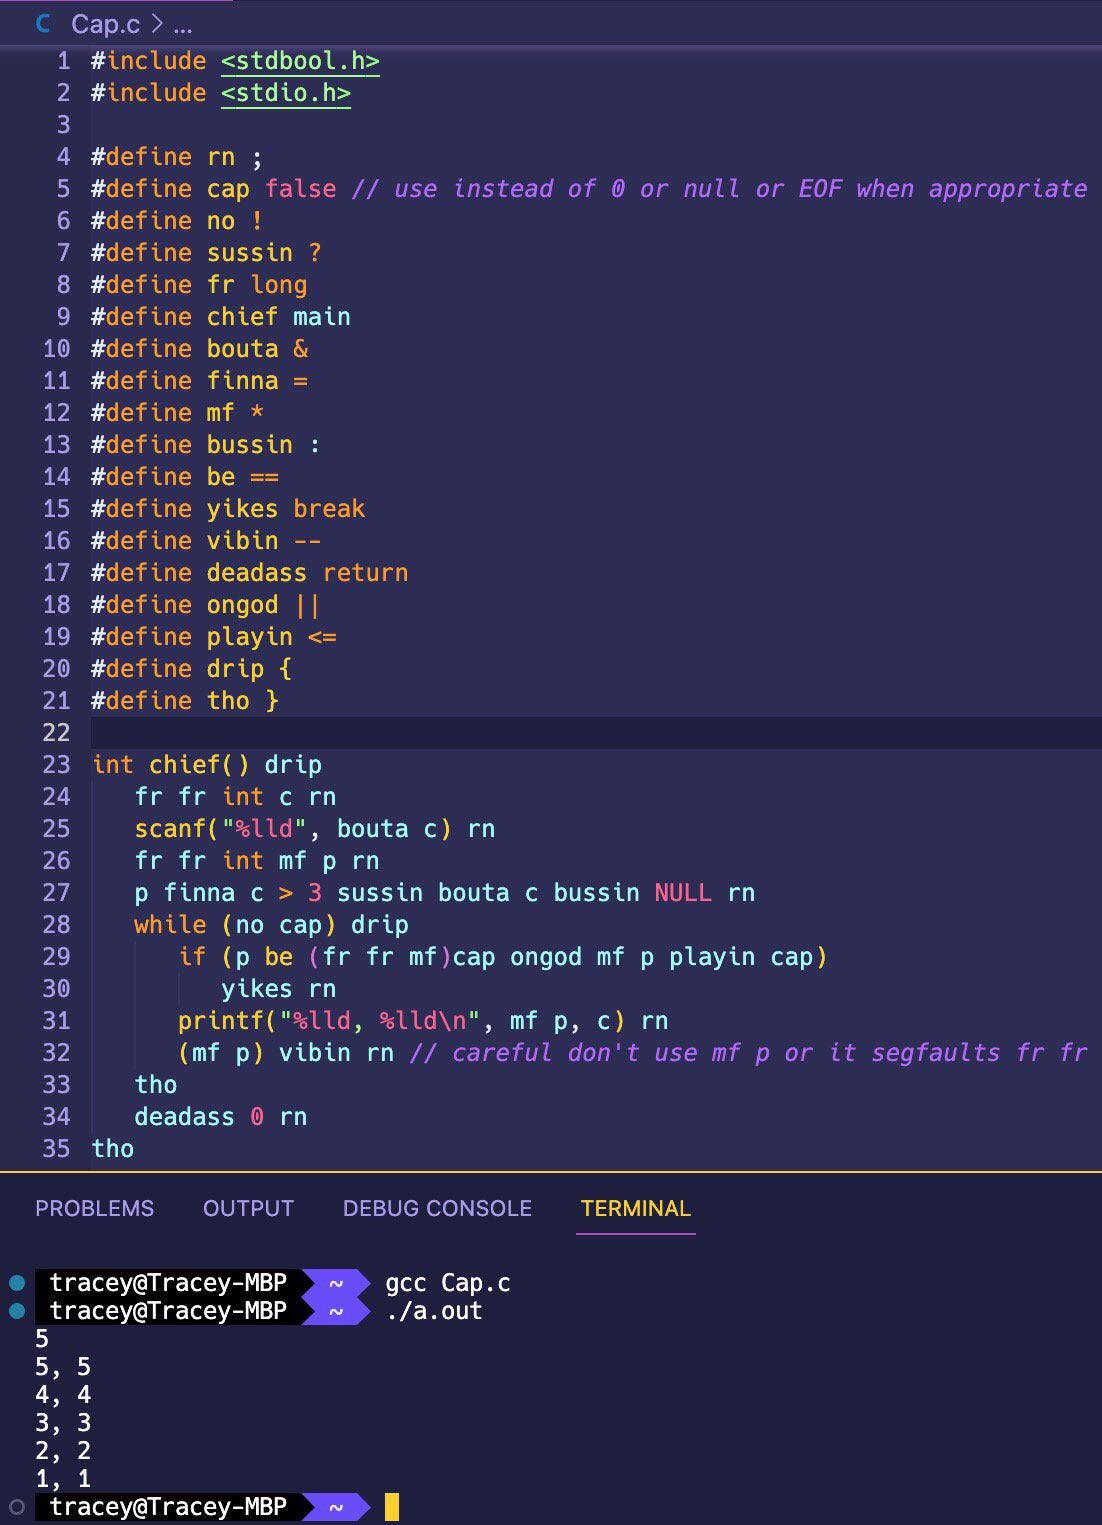 C Cap.c > ...
1 #include <stdbool.h>
2 #include <stdio.h>
3
4 #define rn ;
5 #define cap false // use instead of 0 or null or EOF when appropriate
6 #define no !
7 #define sussin ?
8 #define fr long
9 #define chief main
10 #define bouta &
11 #define finna =
12 #define mf *
13 #define bussin :
14 #define be ==
15 #define yikes break
16 #define vibin --
17 #define deadass return
18 #define ongod ||
19 #define playin <=
20 #define drip {
21 #define tho }
22
23 int chief() drip
24 fr fr int c rn
25 scanf("%lld", bouta c) rn
26 fr fr int mf p rn
27 p finna c > 3 sussin bouta c bussin NULL rn
28 while (no cap) drip
29 if (p be (fr fr mf)cap ongod mf p playin cap)
30 yikes rn
31 printf("%lld, %lld\n", mf p, c) rn
32 (mf p) vibin rn // careful don't use mf p or it segfaults fr fr
33 tho
34 deadass 0 rn
35 tho
PROBLEMS OUTPUT DEBUG CONSOLE TERMINAL
tracey@Tracey-MBP ~ gcc Cap.c
tracey@Tracey-MBP ~ ./a.out
5
5, 5
4, 4
3, 3
2, 2
1, 1
tracey@Tracey-MBP ~